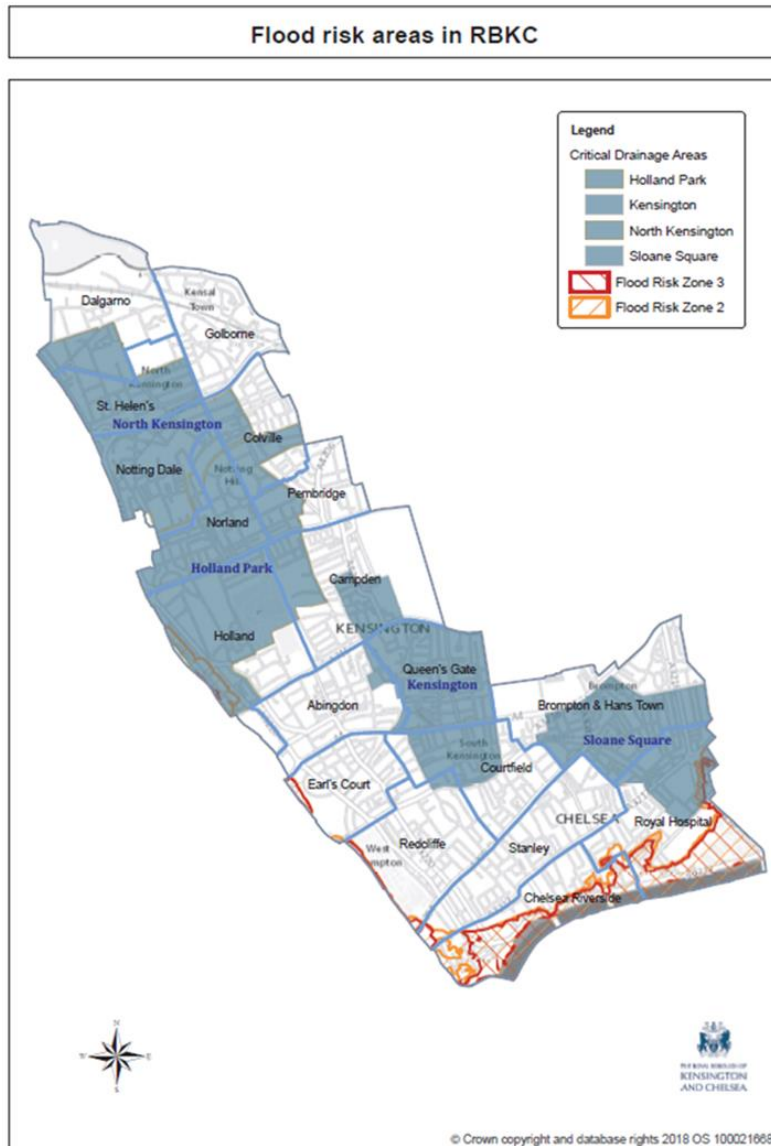 Flood risk areas in RBKC
Legend
Critical Drainage Areas
Holland Park
Kensington
North Kensington
Sloane Square
Flood Risk Zone 3
Flood Risk Zone 2
Dalgarno
Kensal
Town
Golborne
North
Kensington
St. Helen's
North Kensington
Colville
Notting Dale
Notting
Hill
Pembridge
Norland
Holland Park
Campden
Holland
KENSINGTON
Queen's Gate
Kensington
Abingdon
Brompton
Brompton & Hans Town
Sloane Square
South
Kensington
Courtfield
Earl's Court
CHELSEA
Royal Hospital
Redcliffe
Stanley
West
Chelsea Riverside
N
W
E
S
THE ROYAL BOROUGH OF
KENSINGTON
AND CHELSEA
© Crown copyright and database rights 2018 OS